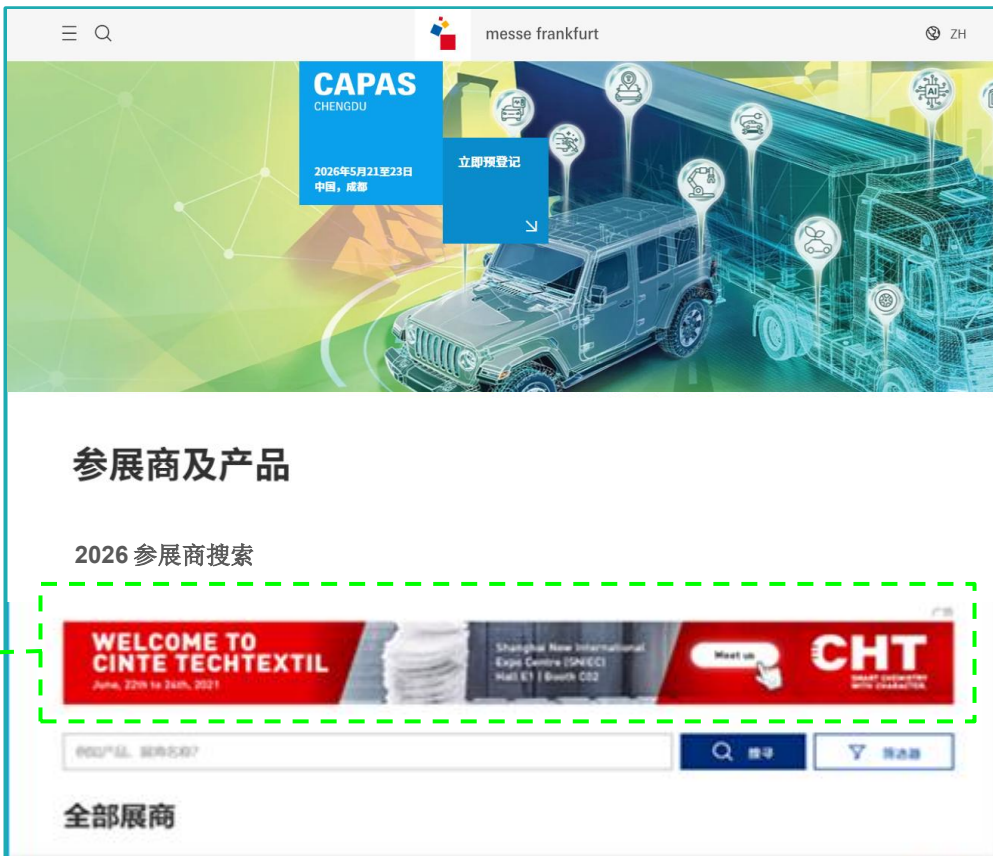 messe frankfurt
ZH
CAPAS
CHENGDU
2026年5月21至23日
中国，成都
立即预登记
AI
参展商及产品
2026 参展商搜索
广告
WELCOME TO
CINTE TECHTEXTIL
June, 22th to 24th, 2021
Shanghai New International
Expo Centre (SNIEC)
Hall E1 | Booth C02
Meet us
CHT
SMART CHEMISTRY
WITH CHARACTER.
搜寻
筛选器
全部展商